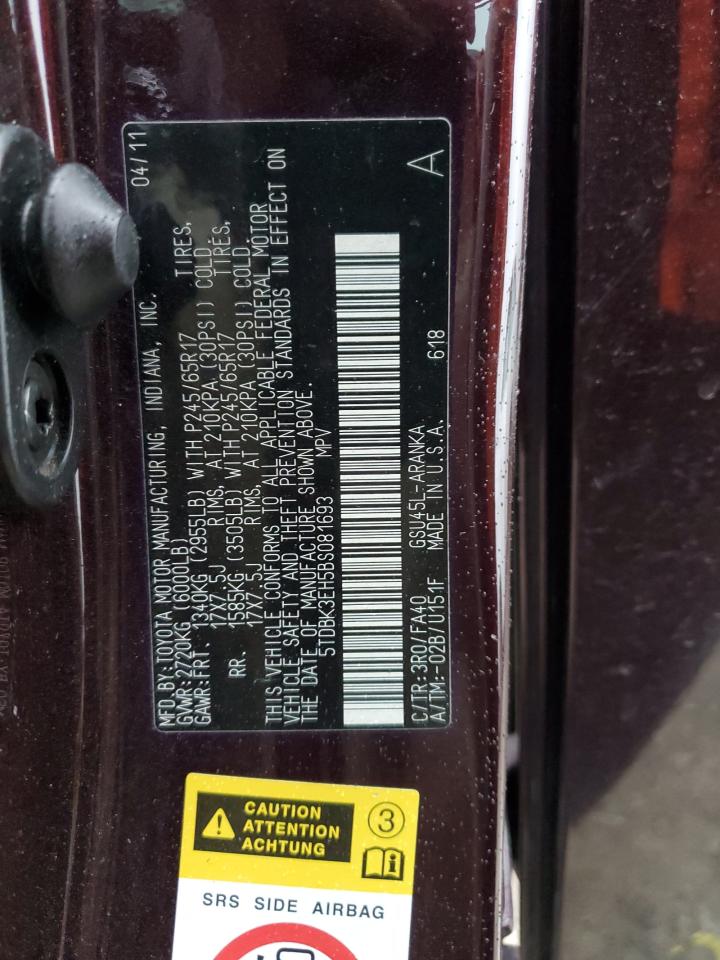 MFD. BY: TOYOTA MOTOR MANUFACTURING, INDIANA, INC. 04/11
GVWR: 2720KG (6000LB)
GAWR: FRT. 1340KG (2955LB) WITH P245/65R17 TIRES,
17X7.5J RIMS, AT 210KPA (30PSI) COLD.
RR. 1585KG (3505LB) WITH P245/65R17 TIRES,
17X7.5J RIMS, AT 210KPA (30PSI) COLD.
THIS VEHICLE CONFORMS TO ALL APPLICABLE FEDERAL MOTOR
VEHICLE SAFETY AND THEFT PREVENTION STANDARDS IN EFFECT ON
THE DATE OF MANUFACTURE SHOWN ABOVE.
5TDBK3EH5BS081693 MPV
C/TR: 3R0/FA40 GSU45L-ARANKA A
A/TM: -02B/U151F MADE IN U.S.A. 618
CAUTION
ATTENTION
ACHTUNG
3
i
SRS SIDE AIRBAG